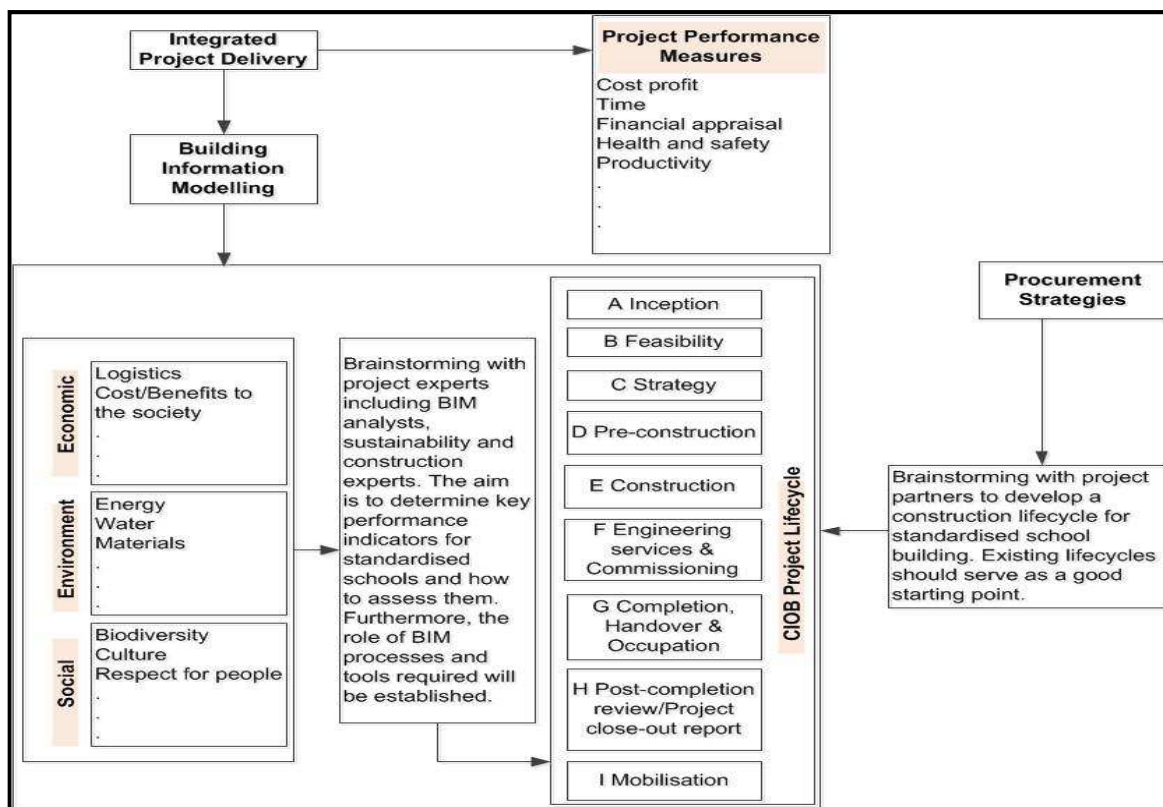 Integrated
Project Delivery
Project Performance
Measures
Cost profit
Time
Financial appraisal
Health and safety
Productivity
.
.
.
Building
Information
Modelling
Procurement
Strategies
Economic
Logistics
Cost/Benefits to
the society
.
.
.
Environment
Energy
Water
Materials
.
.
.
Social
Biodiversity
Culture
Respect for people
.
.
.
Brainstorming with
project experts
including BIM
analysts,
sustainability and
construction
experts. The aim
is to determine key
performance
indicators for
standardised
schools and how
to assess them.
Furthermore, the
role of BIM
processes and
tools required will
be established.
A Inception
B Feasibility
C Strategy
D Pre-construction
E Construction
F Engineering
services &
Commissioning
G Completion,
Handover &
Occupation
H Post-completion
review/Project
close-out report
I Mobilisation
CIOB Project Lifecycle
Brainstorming with project
partners to develop a
construction lifecycle for
standardised school
building. Existing lifecycles
should serve as a good
starting point.